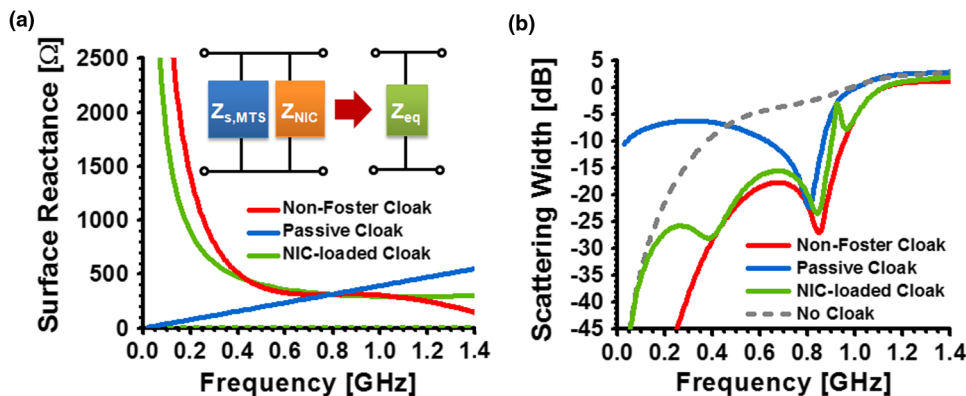 (a)
Surface Reactance [Ω]
2500
2000
1500
1000
500
0
Z_s,MTS
Z_NIC
Z_eq
Non-Foster Cloak
Passive Cloak
NIC-loaded Cloak
0.0 0.2 0.4 0.6 0.8 1.0 1.2 1.4
Frequency [GHz]
(b)
Scattering Width [dB]
5
0
-5
-10
-15
-20
-25
-30
-35
-40
-45
Non-Foster Cloak
Passive Cloak
NIC-loaded Cloak
No Cloak
0.0 0.2 0.4 0.6 0.8 1.0 1.2 1.4
Frequency [GHz]